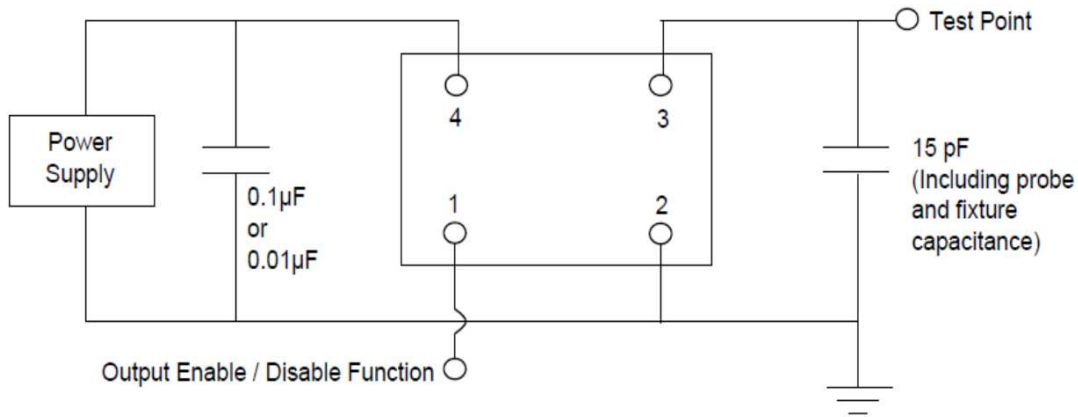 Test Point
4
3
Power
Supply
15 pF
(Including probe
and fixture
capacitance)
0.1µF
or
0.01µF
1
2
Output Enable / Disable Function